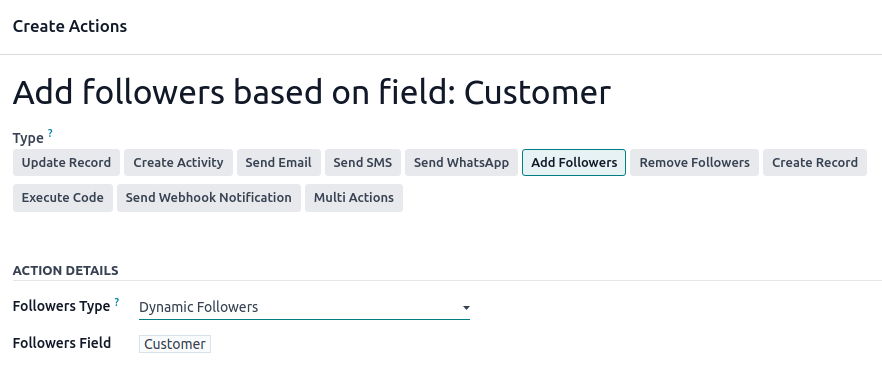 Create Actions
Add followers based on field: Customer
Type ?
Update Record Create Activity Send Email Send SMS Send WhatsApp Add Followers Remove Followers Create Record
Execute Code Send Webhook Notification Multi Actions
ACTION DETAILS
Followers Type ? Dynamic Followers
Followers Field Customer